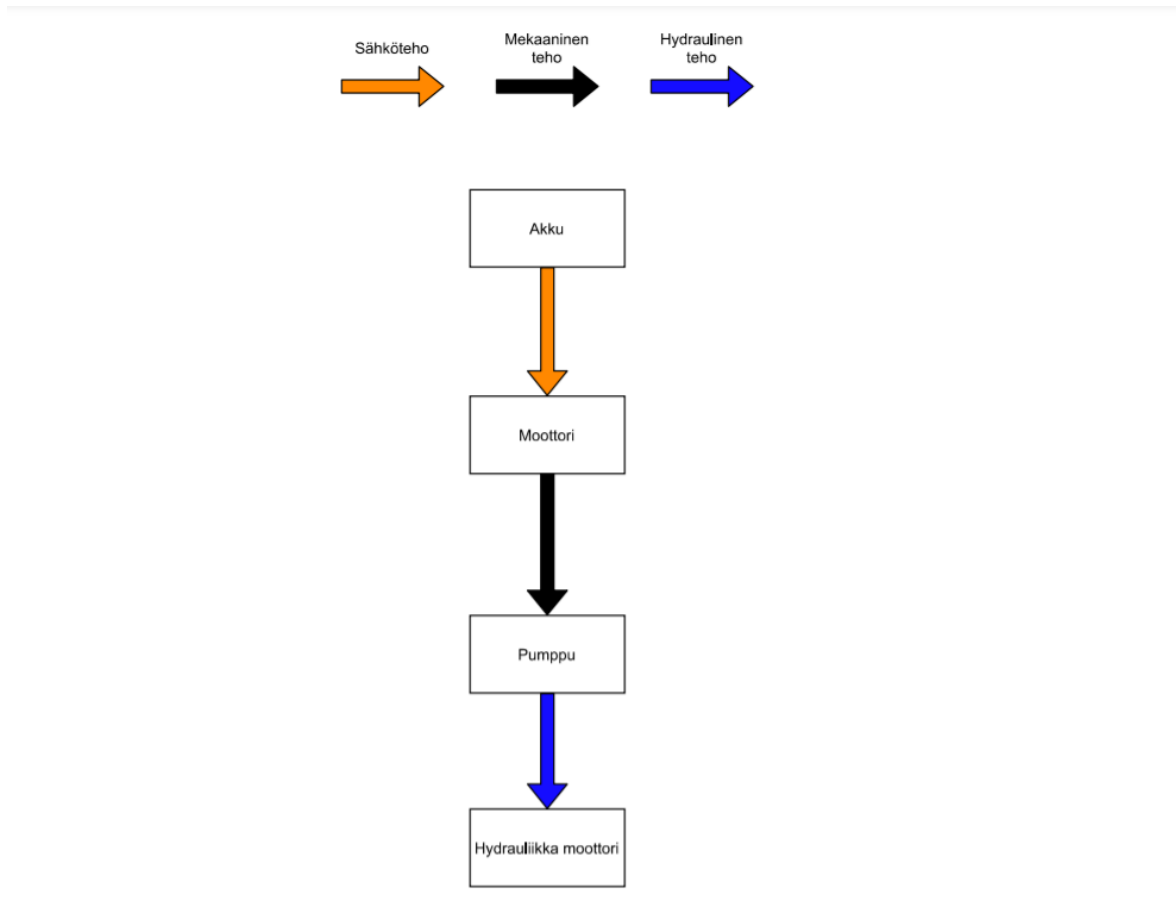 Sähköteho
Mekaaninen
teho
Hydraulinen
teho
Akku
Moottori
Pumppu
Hydrauliikka moottori